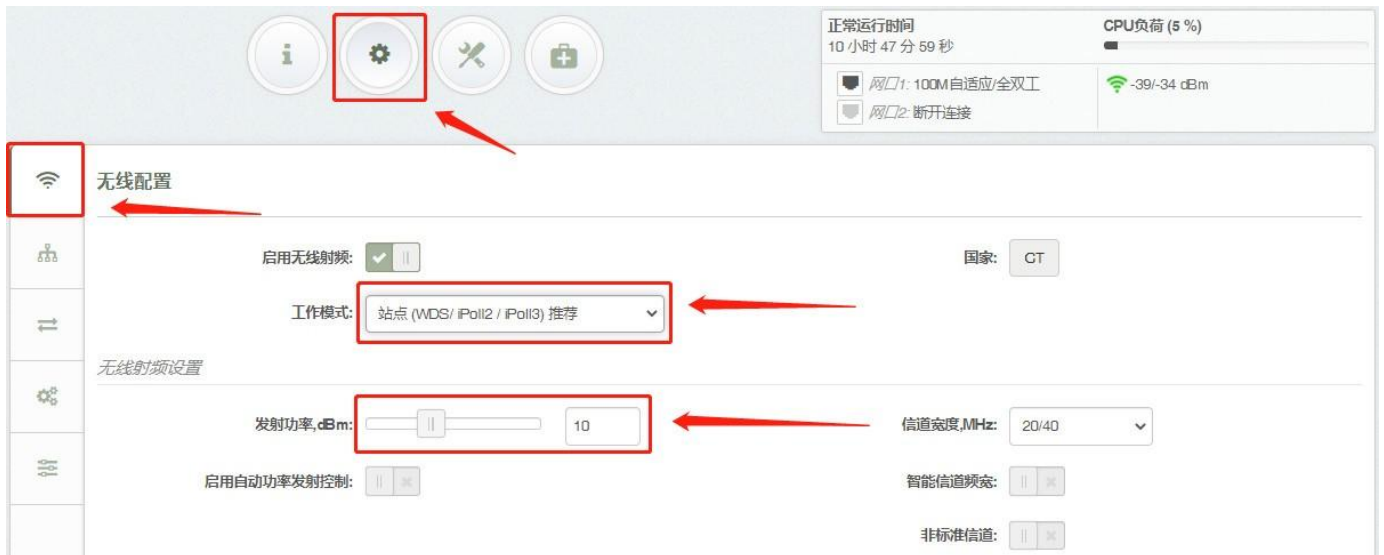 正常运行时间
10 小时 47 分 59 秒
CPU负荷 (5 %)
网口1: 100M自适应/全双工
网口2: 断开连接
-39/-34 dBm
无线配置
启用无线射频:
国家: GT
工作模式: 站点 (WDS/ iPoll2 / iPoll3) 推荐
无线射频设置
发射功率,dBm: 10
信道宽度,MHz: 20/40
启用自动功率发射控制:
智能信道频宽:
非标准信道: